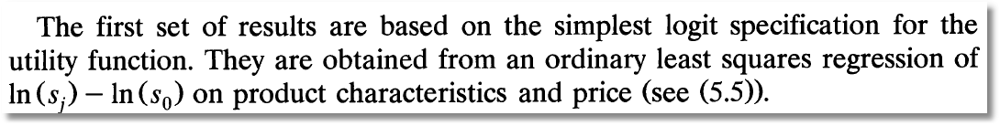 The first set of results are based on the simplest logit specification for the
utility function. They are obtained from an ordinary least squares regression of
ln(s_j) − ln(s_0) on product characteristics and price (see (5.5)).